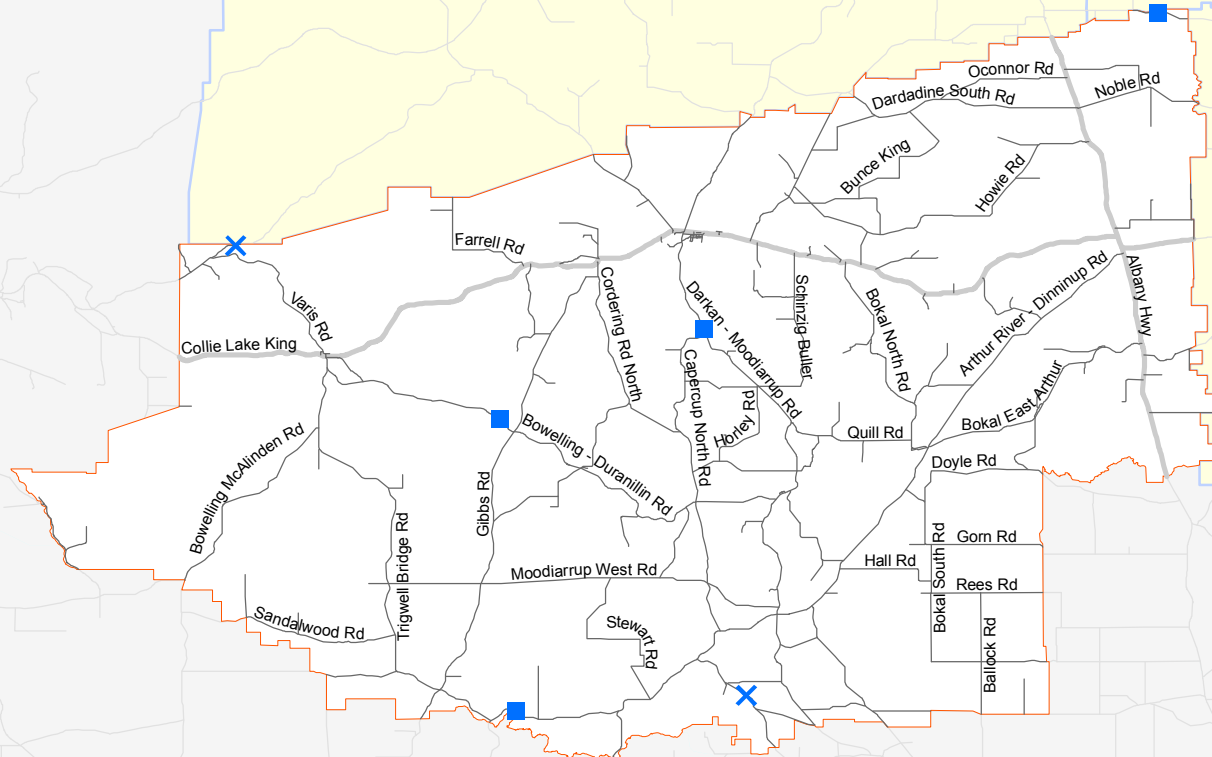 Oconnor Rd
Noble Rd
Dardadine South Rd
Bunce King
Howie Rd
Farrell Rd
Varis Rd
Cordering Rd North
Darkan - Moodiarrup Rd
Schinzig Buller
Bokal North Rd
Arthur River - Dinninup Rd
Albany Hwy
Collie Lake King
Capercup North Rd
Horley Rd
Bokal East Arthur
Bowelling McAlinden Rd
Bowelling - Duranillin Rd
Quill Rd
Doyle Rd
Gibbs Rd
Trigwell Bridge Rd
Gorn Rd
Bokal South Rd
Hall Rd
Moodiarrup West Rd
Rees Rd
Sandalwood Rd
Stewart Rd
Ballock Rd